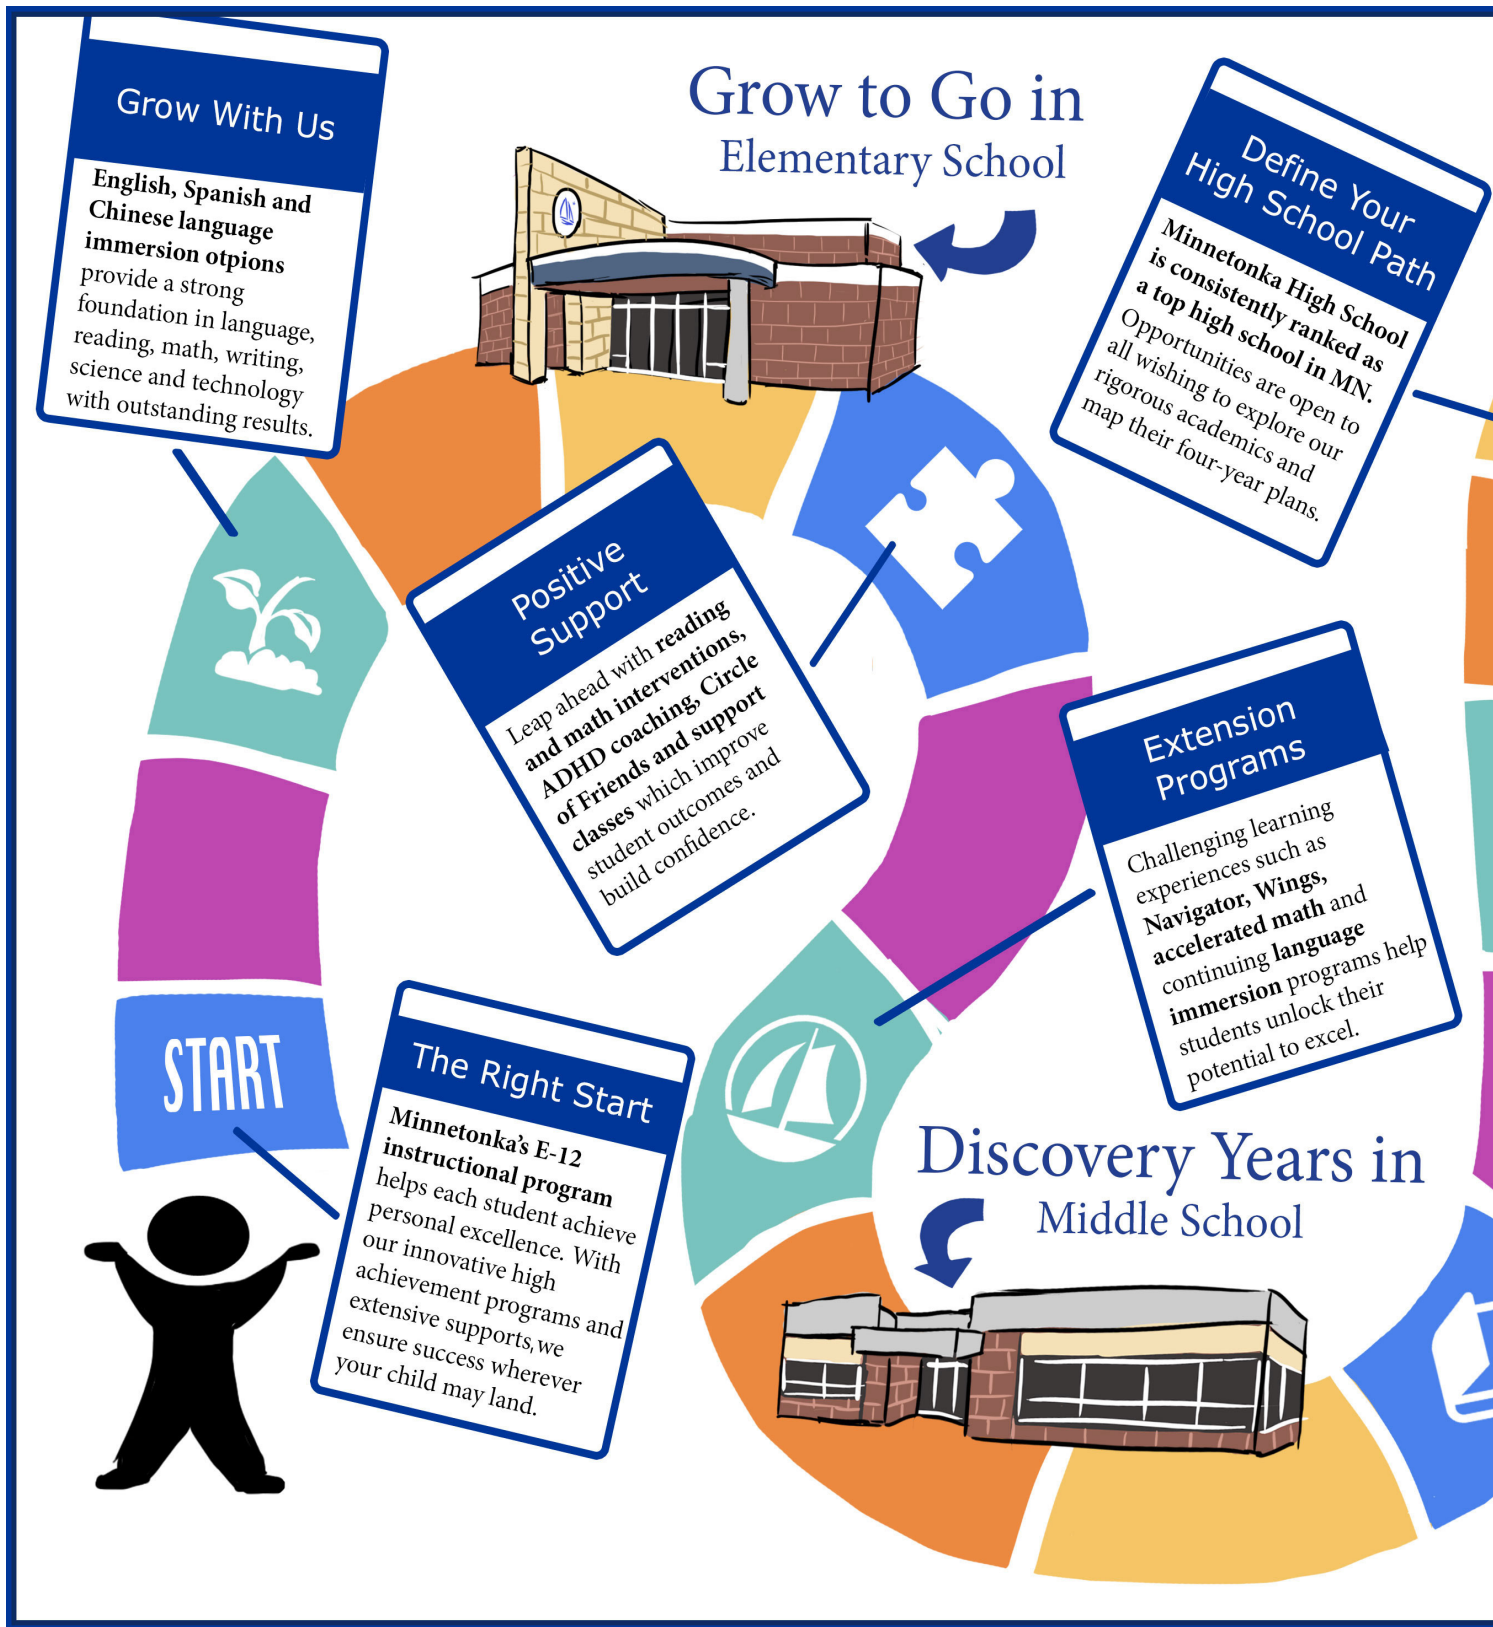 Grow With Us
English, Spanish and
Chinese language
immersion otpions
provide a strong
foundation in language,
reading, math, writing,
science and technology
with outstanding results.
Grow to Go in
Elementary School
Define Your
High School Path
Minnetonka High School
is consistently ranked as
a top high school in MN.
Opportunities are open to
all wishing to explore our
rigorous academics and
map their four-year plans.
Positive
Support
Leap ahead with reading
and math interventions,
ADHD coaching, Circle
of Friends and support
classes which improve
student outcomes and
build confidence.
Extension
Programs
Challenging learning
experiences such as
Navigator, Wings,
accelerated math and
continuing language
immersion programs help
students unlock their
potential to excel.
START
The Right Start
Minnetonka’s E-12
instructional program
helps each student achieve
personal excellence. With
our innovative high
achievement programs and
extensive supports, we
ensure success wherever
your child may land.
Discovery Years in
Middle School